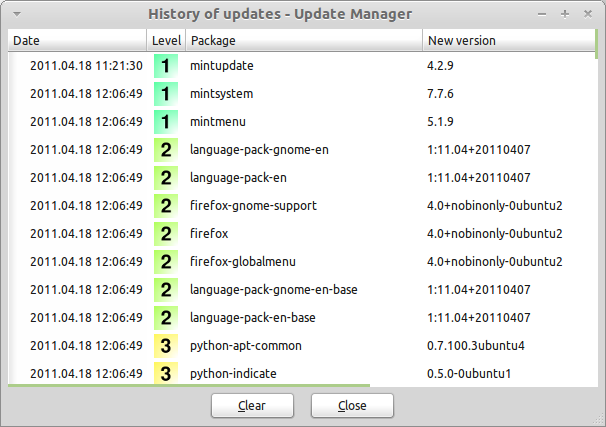 History of updates - Update Manager
Date Level Package New version
2011.04.18 11:21:30 1 mintupdate 4.2.9
2011.04.18 12:06:49 1 mintsystem 7.7.6
2011.04.18 12:06:49 1 mintmenu 5.1.9
2011.04.18 12:06:49 2 language-pack-gnome-en 1:11.04+20110407
2011.04.18 12:06:49 2 language-pack-en 1:11.04+20110407
2011.04.18 12:06:49 2 firefox-gnome-support 4.0+nobinonly-0ubuntu2
2011.04.18 12:06:49 2 firefox 4.0+nobinonly-0ubuntu2
2011.04.18 12:06:49 2 firefox-globalmenu 4.0+nobinonly-0ubuntu2
2011.04.18 12:06:49 2 language-pack-gnome-en-base 1:11.04+20110407
2011.04.18 12:06:49 2 language-pack-en-base 1:11.04+20110407
2011.04.18 12:06:49 3 python-apt-common 0.7.100.3ubuntu4
2011.04.18 12:06:49 3 python-indicate 0.5.0-0ubuntu1
Clear Close